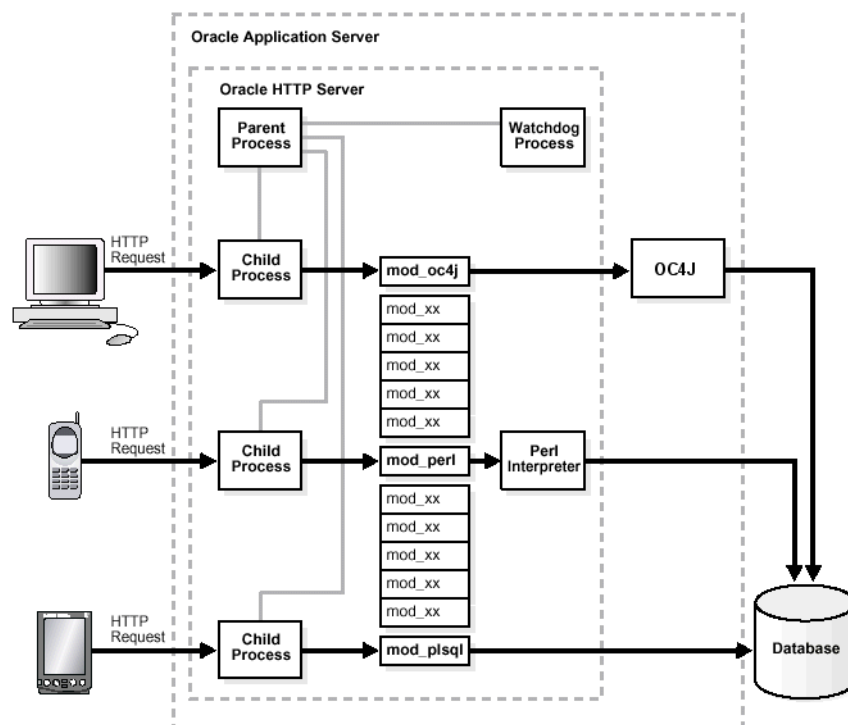 Oracle Application Server
Oracle HTTP Server
Parent
Process
Watchdog
Process
HTTP
Request
Child
Process
mod_oc4j
OC4J
mod_xx
mod_xx
mod_xx
mod_xx
mod_xx
HTTP
Request
Child
Process
mod_perl
Perl
Interpreter
mod_xx
mod_xx
mod_xx
mod_xx
mod_xx
HTTP
Request
Child
Process
mod_plsql
Database